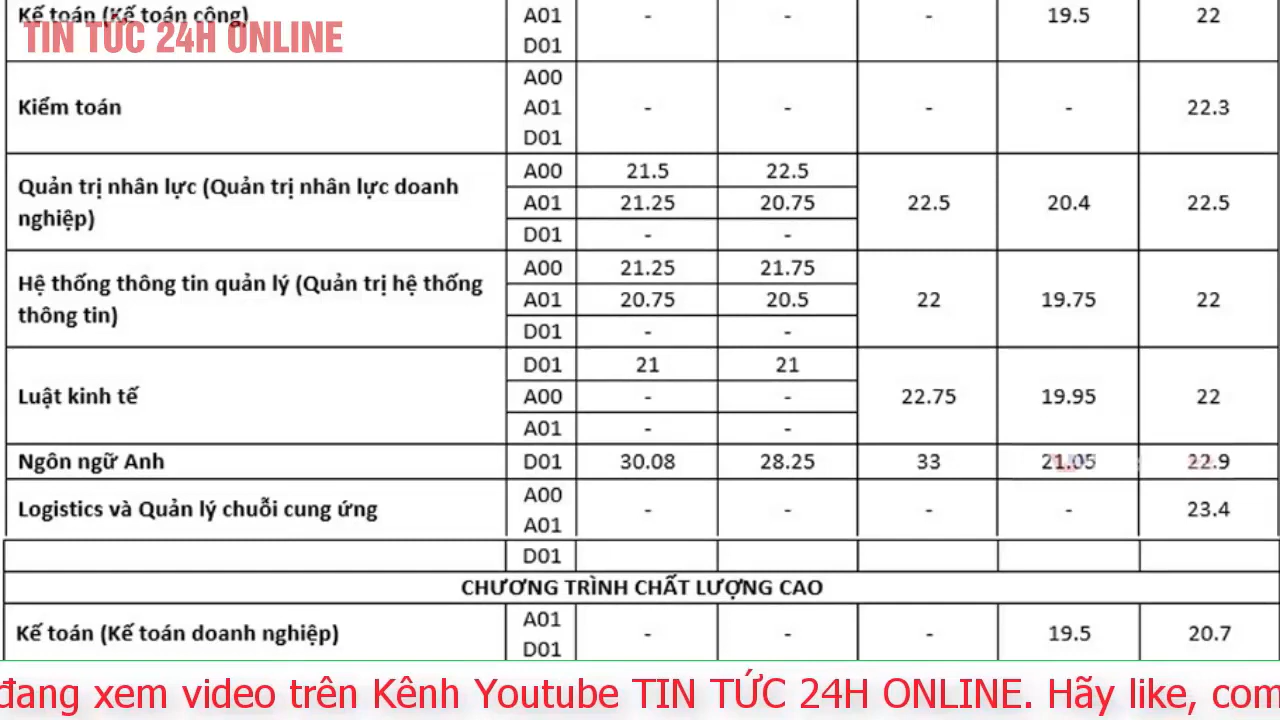 Kế toán (Kế toán công) A01 - - - 19.5 22
TIN TỨC 24H ONLINE
D01
A00
Kiểm toán A01 - - - - 22.3
D01
A00 21.5 22.5
Quản trị nhân lực (Quản trị nhân lực doanh
A01 21.25 20.75 22.5 20.4 22.5
nghiệp)
D01 - -
A00 21.25 21.75
Hệ thống thông tin quản lý (Quản trị hệ thống
A01 20.75 20.5 22 19.75 22
thông tin)
D01 - -
D01 21 21
Luật kinh tế A00 - - 22.75 19.95 22
A01 - -
Ngôn ngữ Anh D01 30.08 28.25 33 21.05 22.9
A00
Logistics và Quản lý chuỗi cung ứng - - - - 23.4
A01
D01
CHƯƠNG TRÌNH CHẤT LƯỢNG CAO
A01
Kế toán (Kế toán doanh nghiệp) - - - 19.5 20.7
D01
đang xem video trên Kênh Youtube TIN TỨC 24H ONLINE. Hãy like, com